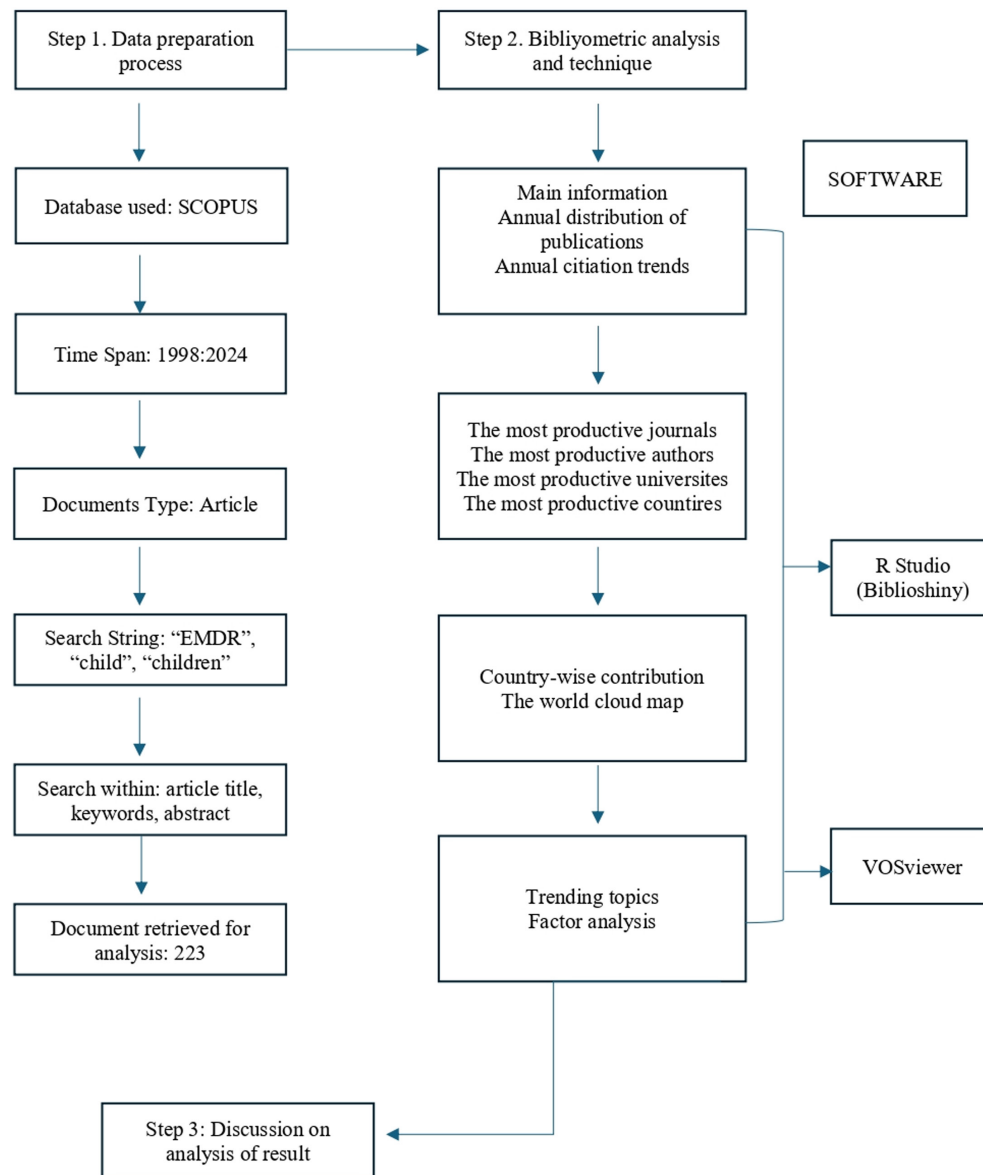 Step 1. Data preparation
process
Step 2. Bibliyometric analysis
and technique
Database used: SCOPUS
Time Span: 1998:2024
Documents Type: Article
Search String: “EMDR”,
“child”, “children”
Search within: article title,
keywords, abstract
Document retrieved for
analysis: 223
Main information
Annual distribution of
publications
Annual citiation trends
The most productive journals
The most productive authors
The most productive universites
The most productive countires
Country-wise contribution
The world cloud map
Trending topics
Factor analysis
SOFTWARE
R Studio
(Biblioshiny)
VOSviewer
Step 3: Discussion on
analysis of result